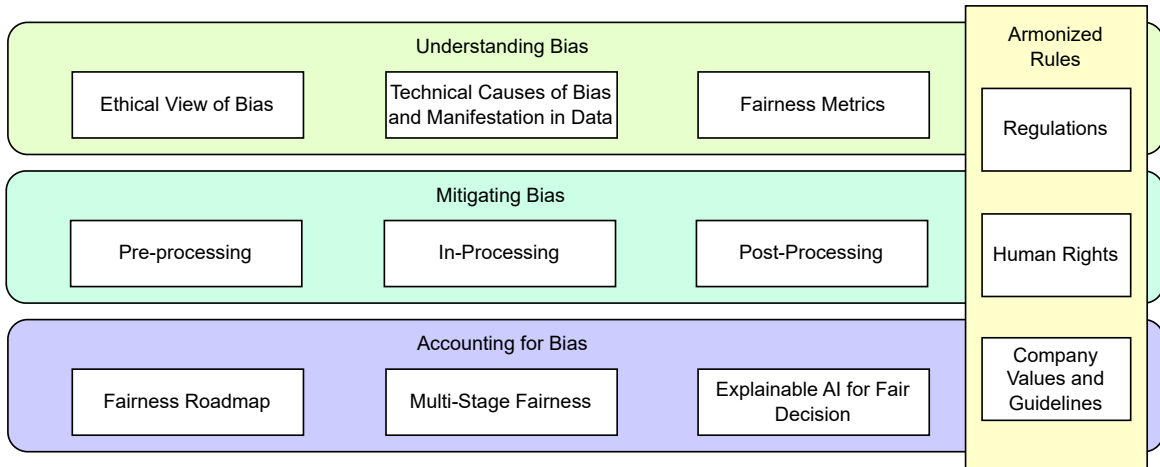 Understanding Bias
Ethical View of Bias
Technical Causes of Bias
and Manifestation in Data
Fairness Metrics
Mitigating Bias
Pre-processing
In-Processing
Post-Processing
Accounting for Bias
Fairness Roadmap
Multi-Stage Fairness
Explainable AI for Fair
Decision
Armonized
Rules
Regulations
Human Rights
Company
Values and
Guidelines